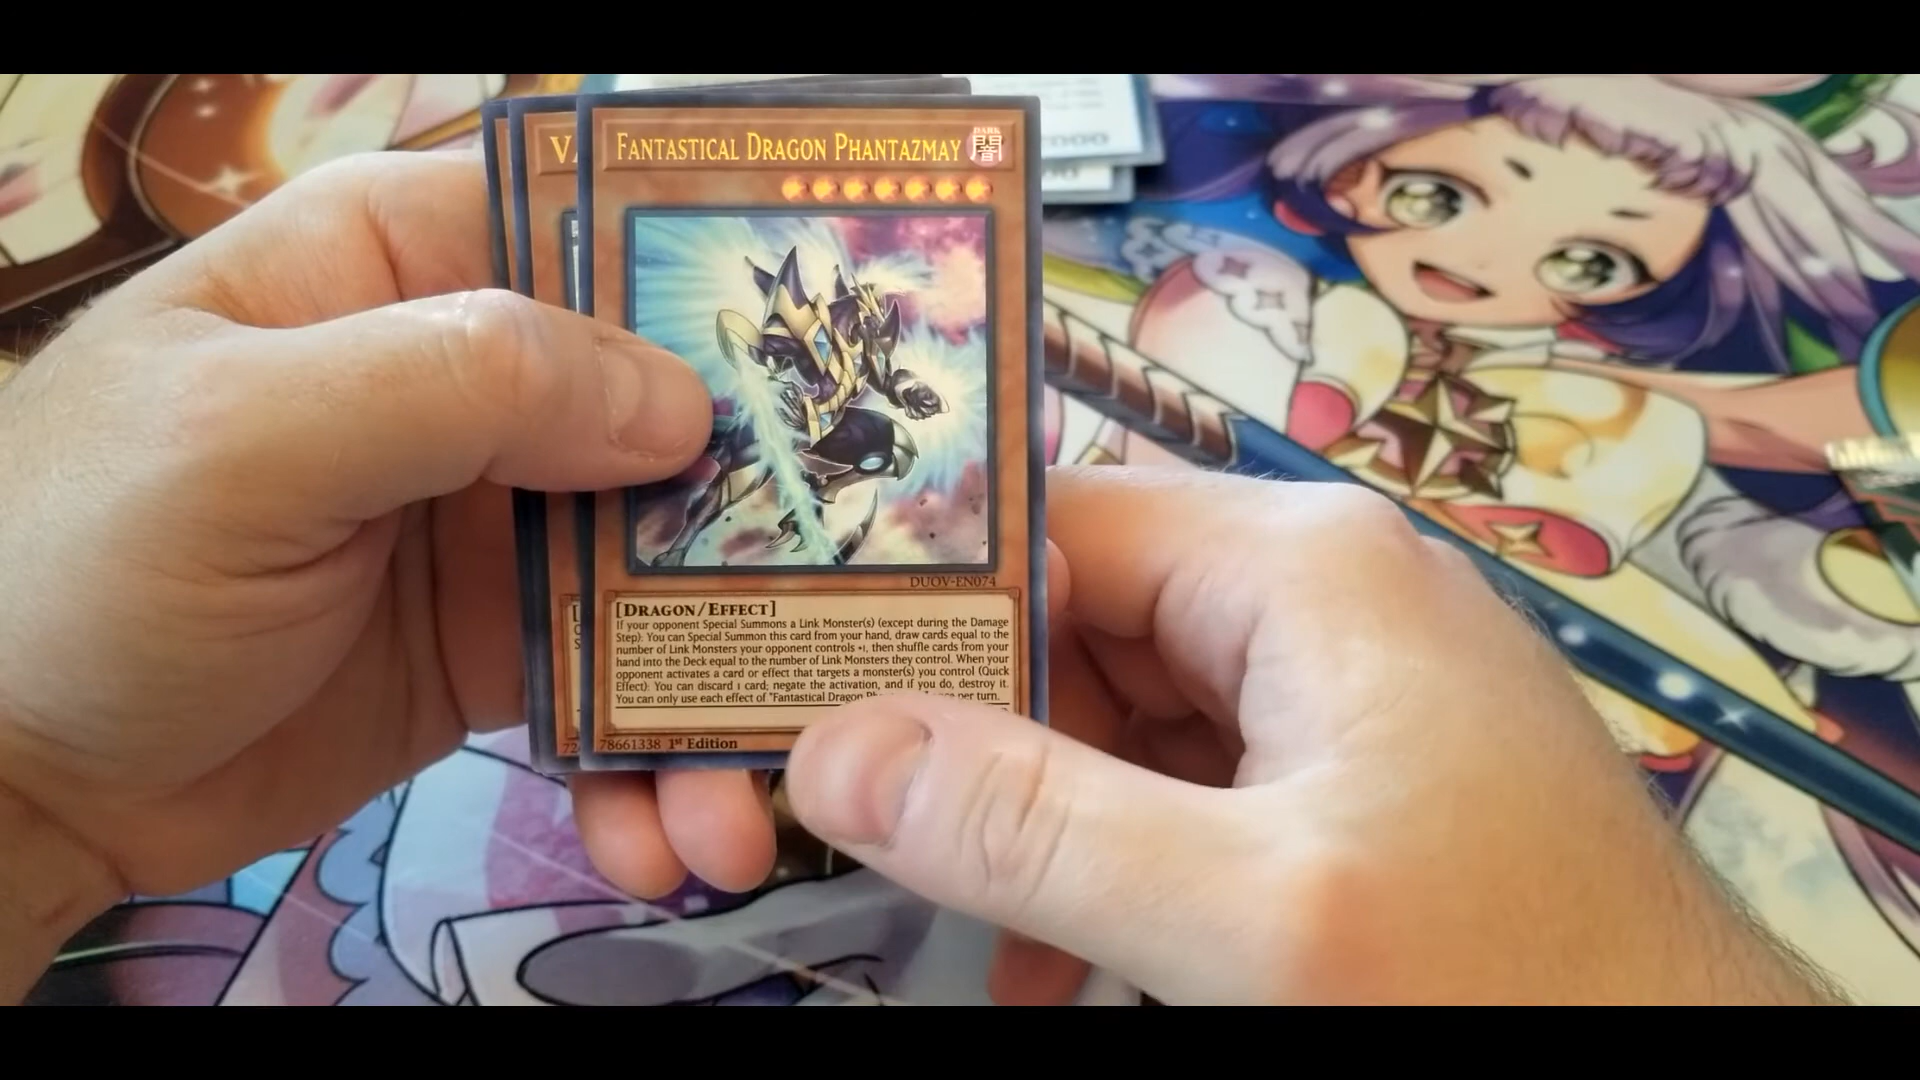 2000
VA
FANTASTICAL DRAGON PHANTAZMAY
DARK
闇
DUOV-EN074
[DRAGON/EFFECT]
If your opponent Special Summons a Link Monster(s) (except during the Damage
Step): You can Special Summon this card from your hand, draw cards equal to the
number of Link Monsters your opponent controls +1, then shuffle cards from your
hand into the Deck equal to the number of Link Monsters they control. When your
opponent activates a card or effect that targets a monster(s) you control (Quick
Effect): You can discard 1 card; negate the activation, and if you do, destroy it.
You can only use each effect of "Fantastical Dragon per turn.
72
78661338 1st Edition